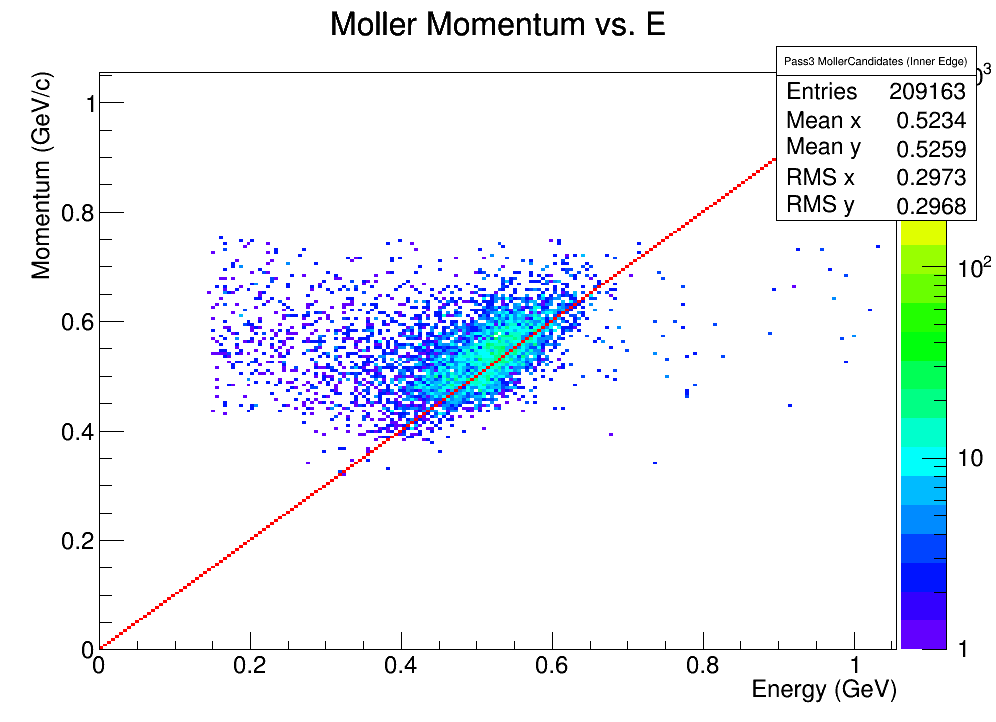 Moller Momentum vs. E
Pass3 MollerCandidates (Inner Edge)
Entries 209163
Mean x 0.5234
Mean y 0.5259
RMS x 0.2973
RMS y 0.2968
Momentum (GeV/c)
1
0.8
0.6
0.4
0.2
0
0 0.2 0.4 0.6 0.8 1
Energy (GeV)
10²
10
1